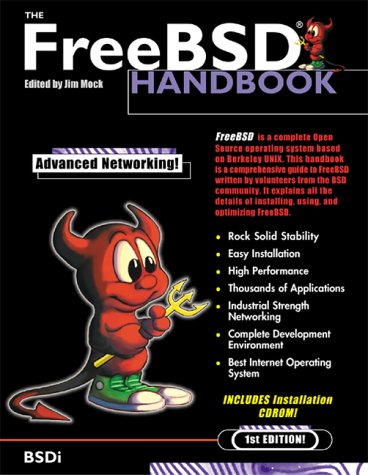 THE
FreeBSD®
Edited by Jim Mock
HANDBOOK
Advanced Networking!
FreeBSD is a complete Open
Source operating system based
on Berkeley UNIX. This handbook
is a comprehensive guide to FreeBSD
written by volunteers from the BSD
community. It explains all the
details of installing, using, and
optimizing FreeBSD.
• Rock Solid Stability
• Easy Installation
• High Performance
• Thousands of Applications
• Industrial Strength
Networking
• Complete Development
Environment
• Best Internet Operating
System
INCLUDES Installation
CDROM!
1st EDITION!
BSDi